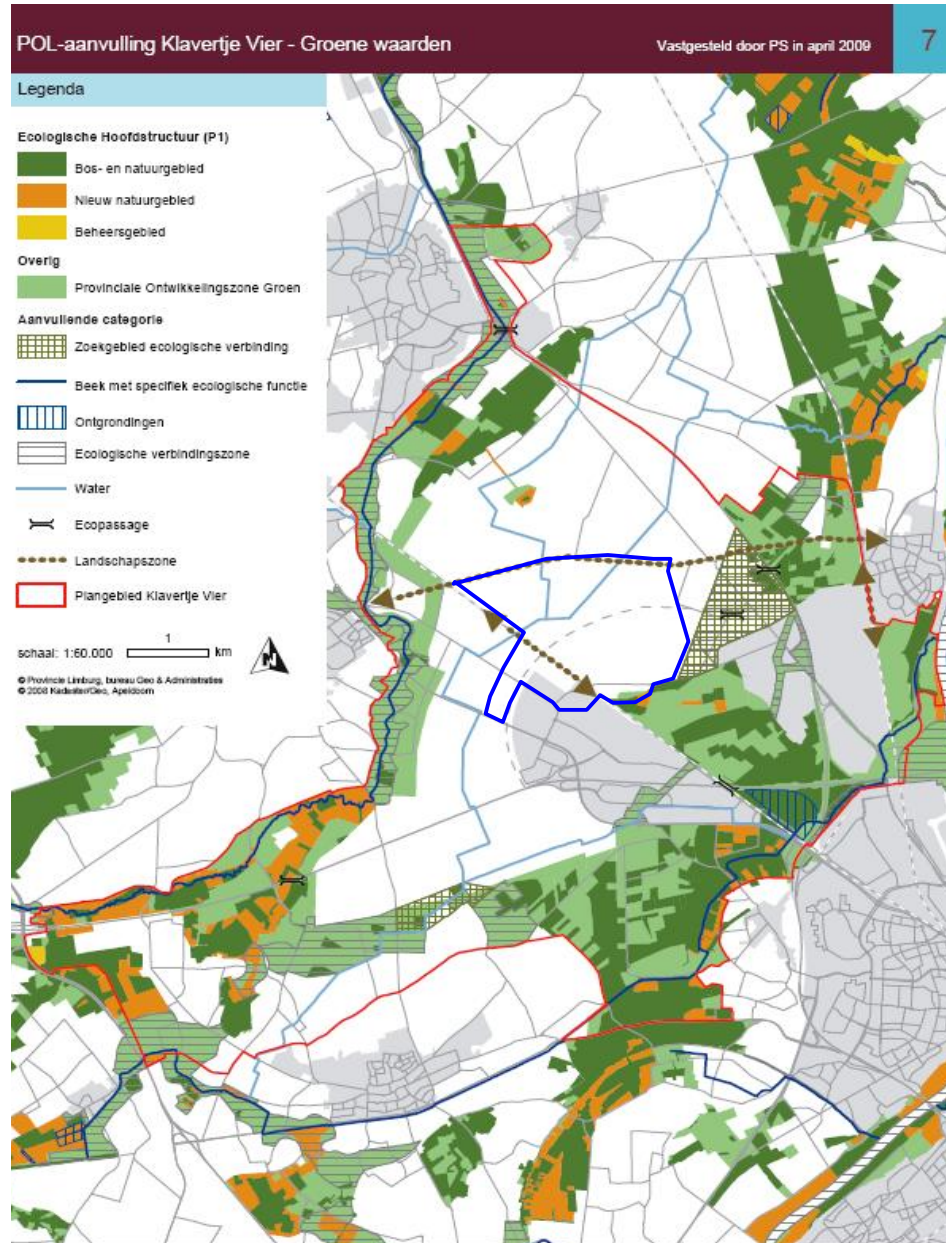 POL-aanvulling Klavertje Vier - Groene waarden
Vastgesteld door PS in april 2009
7
Legenda
Ecologische Hoofdstructuur (P1)
Bos- en natuurgebied
Nieuw natuurgebied
Beheersgebied
Overig
Provinciale Ontwikkelingszone Groen
Aanvullende categorie
Zoekgebied ecologische verbinding
Beek met specifiek ecologische functie
Ontgrondingen
Ecologische verbindingszone
Water
Ecopassage
Landschapszone
Plangebied Klavertje Vier
1
schaal: 1:60.000 km
N
© Provincie Limburg, bureau Geo & Administraties
© 2008 Kadaster/Geo, Apeldoorn